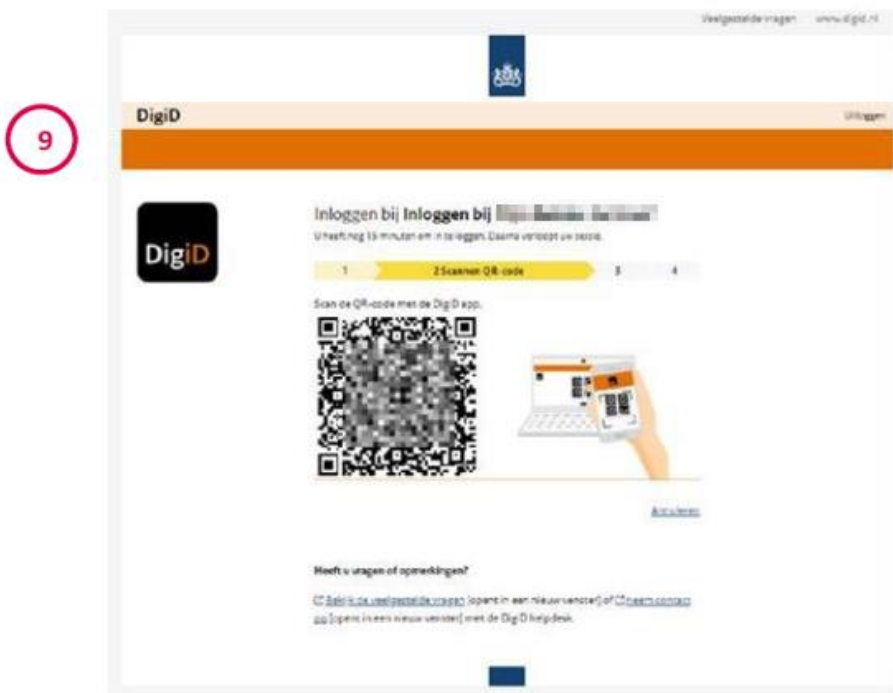 Veelgestelde vragen www.digid.nl
DigiD
Uitloggen
9
DigiD
Inloggen bij Inloggen bij
U heeft nog 15 minuten om in te loggen. Daarna verloopt uw sessie.
1 2 Scannen QR-code 3 4
Scan de QR-code met de DigiD app.
Annuleren
Heeft u vragen of opmerkingen?
Bekijk de veelgestelde vragen [opent in een nieuw venster] of neem contact
op [opent in een nieuw venster] met de DigiD helpdesk.